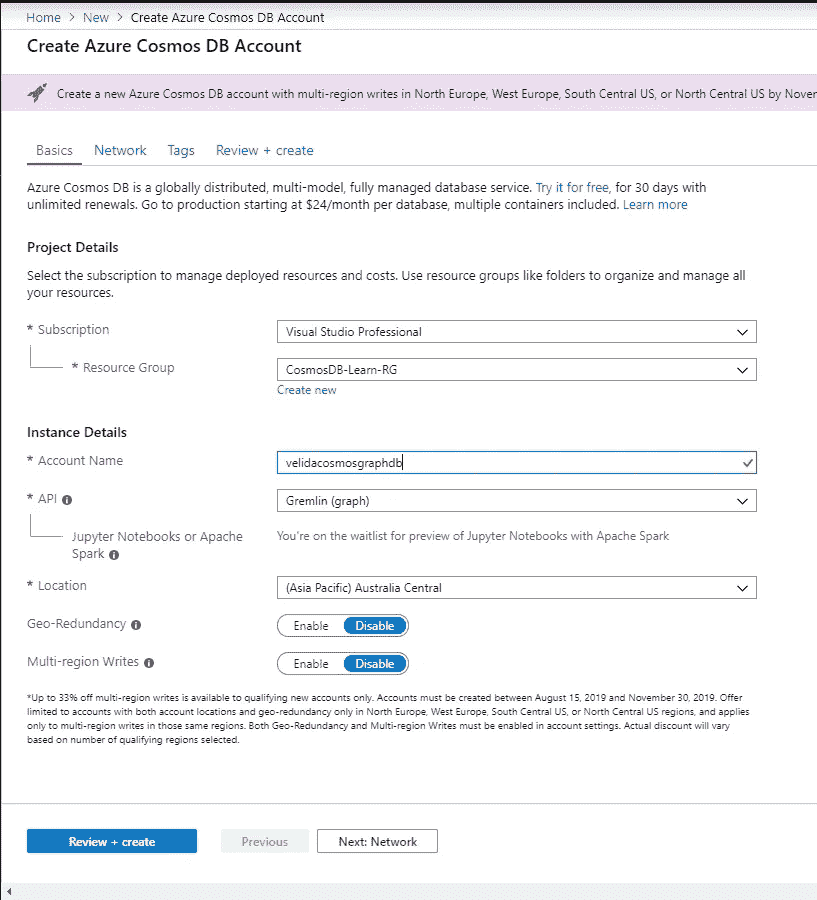 Home > New > Create Azure Cosmos DB Account
Create Azure Cosmos DB Account
Create a new Azure Cosmos DB account with multi-region writes in North Europe, West Europe, South Central US, or North Central US by Nover
Basics Network Tags Review + create
Azure Cosmos DB is a globally distributed, multi-model, fully managed database service. Try it for free, for 30 days with
unlimited renewals. Go to production starting at $24/month per database, multiple containers included. Learn more
Project Details
Select the subscription to manage deployed resources and costs. Use resource groups like folders to organize and manage all
your resources.
* Subscription Visual Studio Professional
* Resource Group CosmosDB-Learn-RG
Create new
Instance Details
* Account Name velidacosmosgraphdb
* API Gremlin (graph)
Jupyter Notebooks or Apache You're on the waitlist for preview of Jupyter Notebooks with Apache Spark
Spark
* Location (Asia Pacific) Australia Central
Geo-Redundancy Enable Disable
Multi-region Writes Enable Disable
*Up to 33% off multi-region writes is available to qualifying new accounts only. Accounts must be created between August 15, 2019 and November 30, 2019. Offer
limited to accounts with both account locations and geo-redundancy only in North Europe, West Europe, South Central US, or North Central US regions, and applies
only to multi-region writes in those same regions. Both Geo-Redundancy and Multi-region Writes must be enabled in account settings. Actual discount will vary
based on number of qualifying regions selected.
Review + create Previous Next: Network